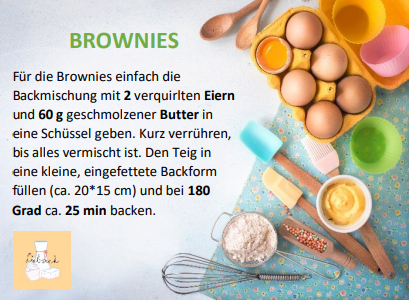 BROWNIES
Für die Brownies einfach die
Backmischung mit 2 verquirlten Eiern
und 60 g geschmolzener Butter in
eine Schüssel geben. Kurz verrühren,
bis alles vermischt ist. Den Teig in
eine kleine, eingefettete Backform
füllen (ca. 20*15 cm) und bei 180
Grad ca. 25 min backen.